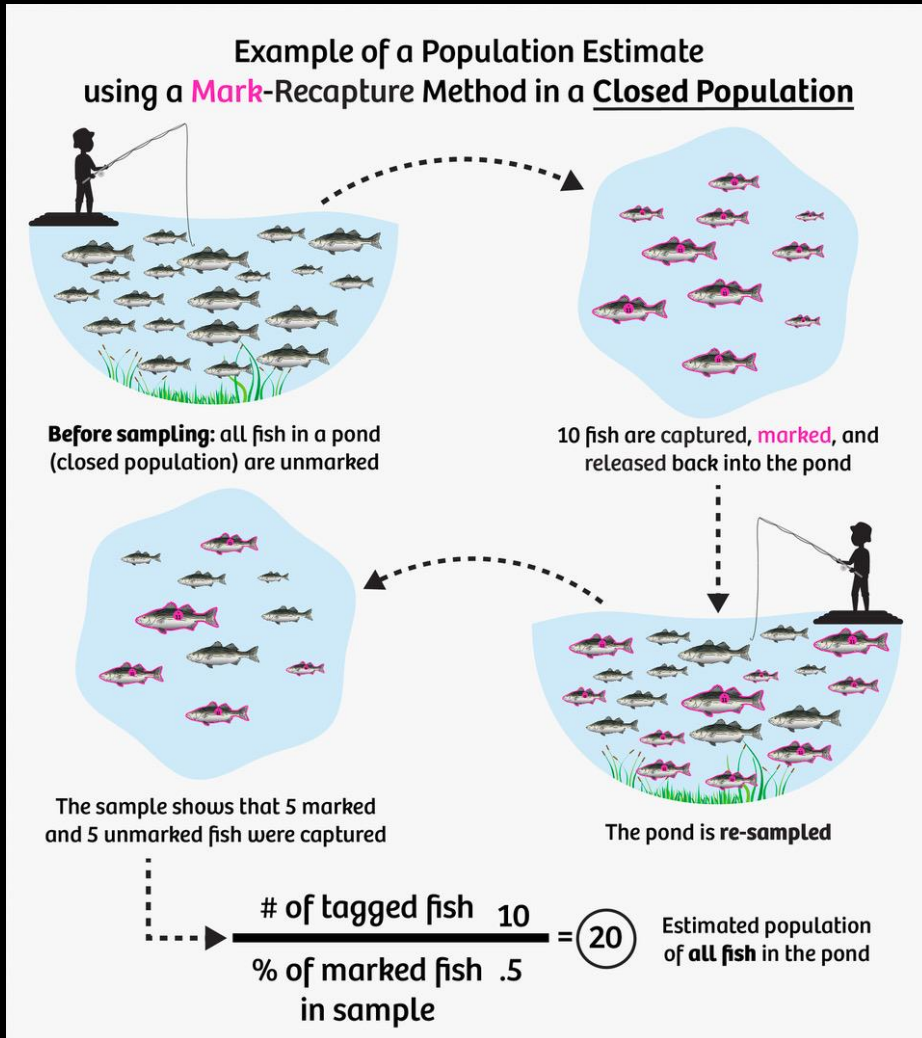 Example of a Population Estimate
using a Mark-Recapture Method in a Closed Population
Before sampling: all fish in a pond
(closed population) are unmarked
10 fish are captured, marked, and
released back into the pond
The sample shows that 5 marked
and 5 unmarked fish were captured
The pond is re-sampled
# of tagged fish 10
% of marked fish .5
in sample
= 20
Estimated population
of all fish in the pond